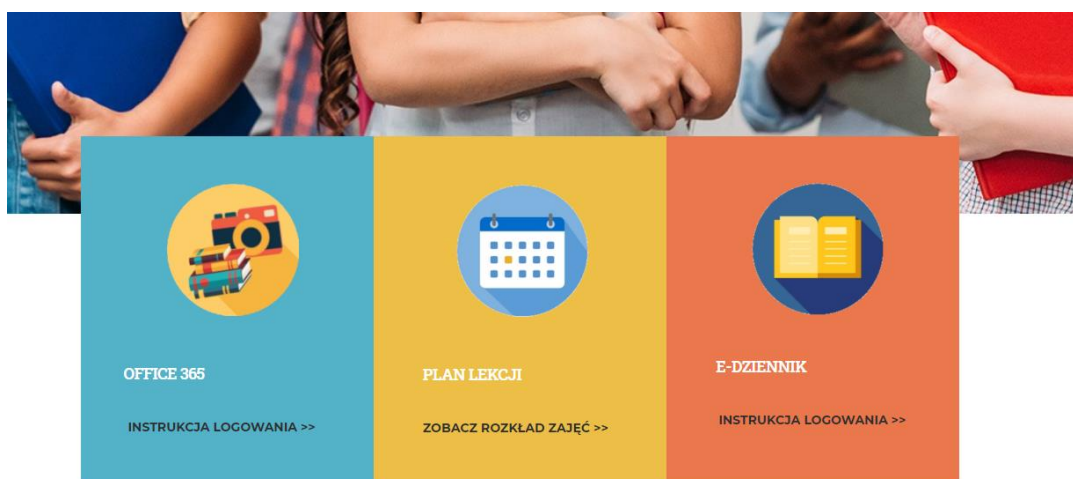 OFFICE 365
INSTRUKCJA LOGOWANIA >>
PLAN LEKCJI
ZOBACZ ROZKŁAD ZAJĘĆ >>
E-DZIENNIK
INSTRUKCJA LOGOWANIA >>